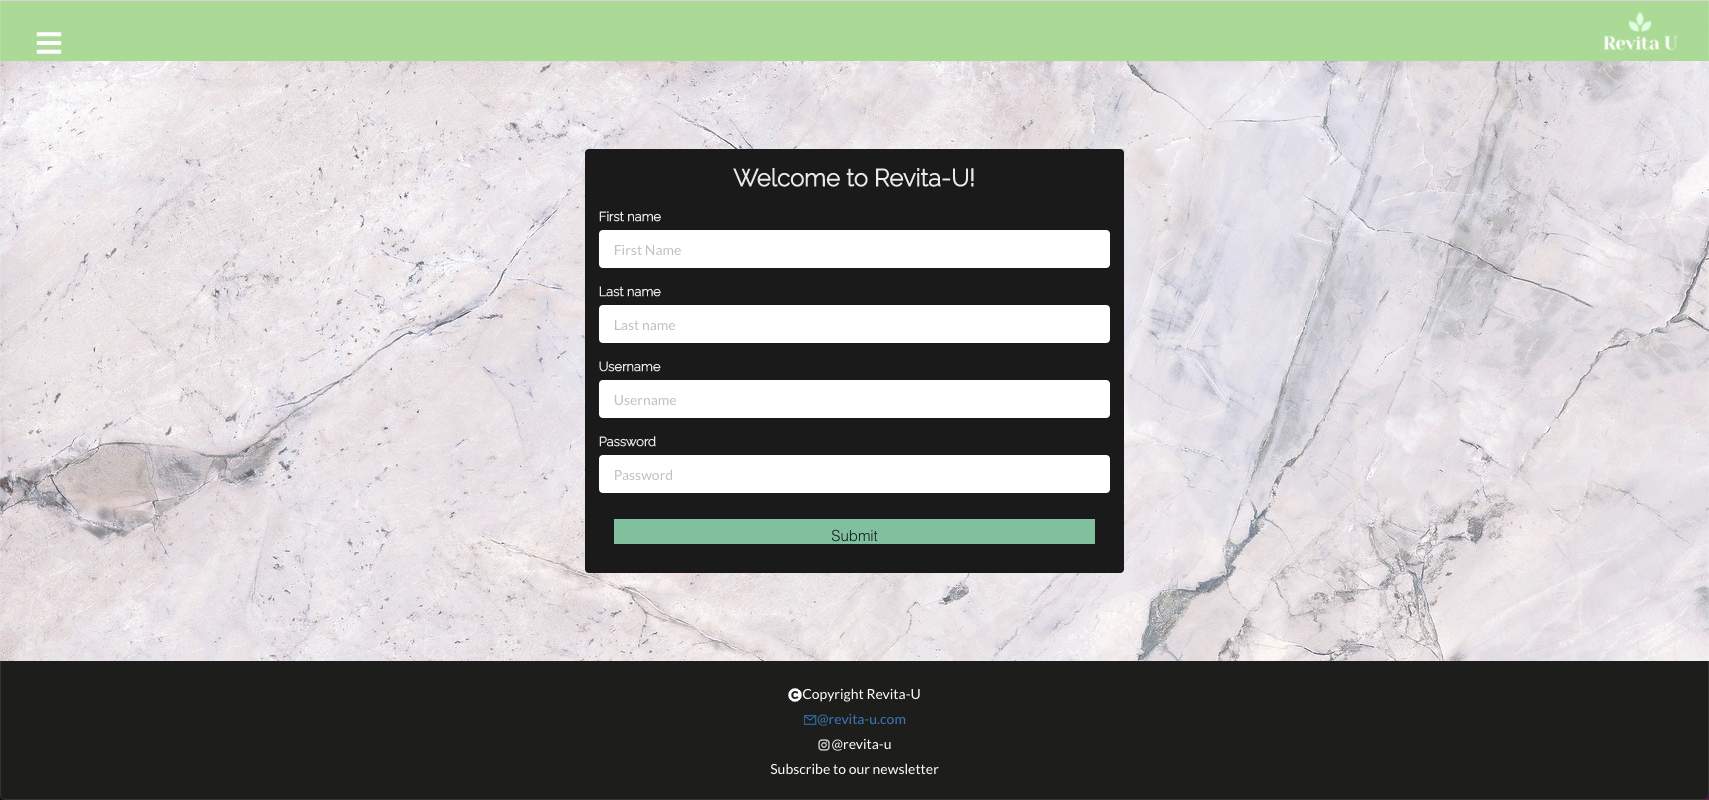 Revita U
Welcome to Revita-U!
First name
First Name
Last name
Last name
Username
Username
Password
Password
Submit
Copyright Revita-U
@revita-u.com
@revita-u
Subscribe to our newsletter